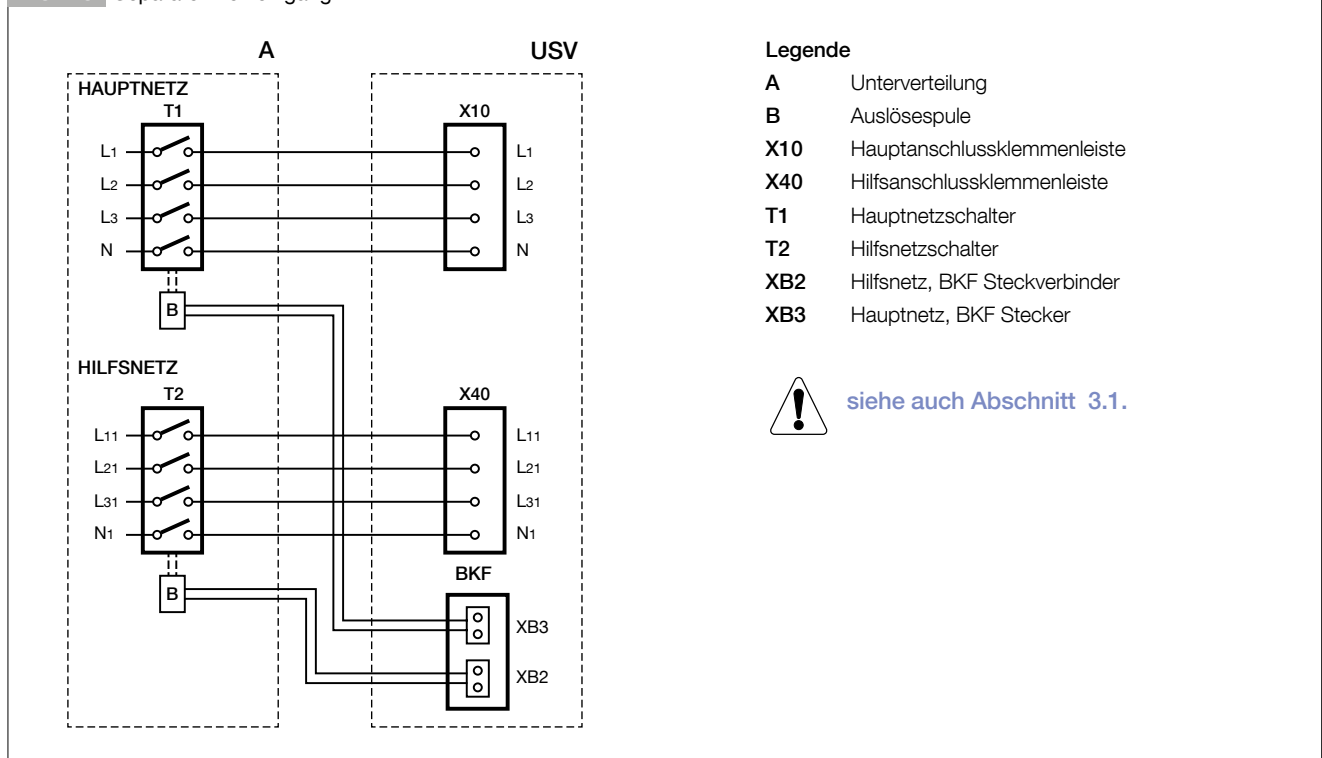 A
USV
HAUPTNETZ
T1
X10
L1
L1
L2
L2
L3
L3
N
N
B
HILFSNETZ
T2
X40
L11
L11
L21
L21
L31
L31
N1
N1
B
BKF
XB3
XB2
Legende
A Unterverteilung
B Auslösespule
X10 Hauptanschlussklemmenleiste
X40 Hilfsanschlussklemmenleiste
T1 Hauptnetzschalter
T2 Hilfsnetzschalter
XB2 Hilfsnetz, BKF Steckverbinder
XB3 Hauptnetz, BKF Stecker
siehe auch Abschnitt 3.1.